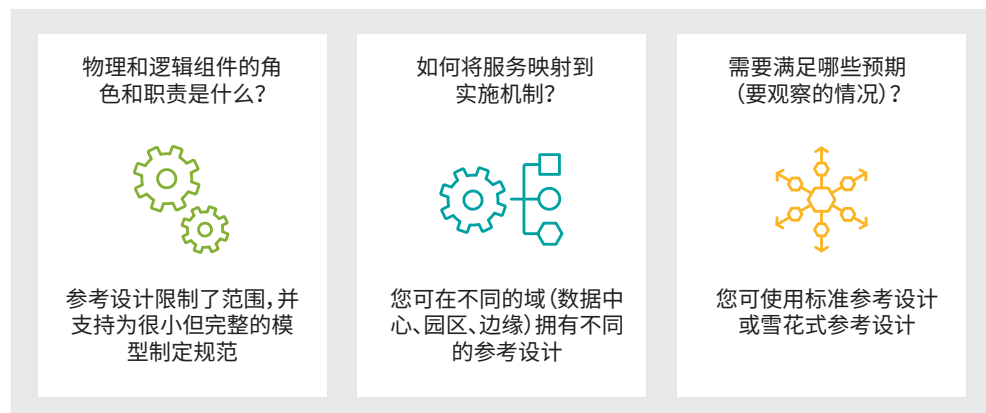 物理和逻辑组件的角
色和职责是什么？
参考设计限制了范围，并
支持为很小但完整的模
型制定规范
如何将服务映射到
实施机制？
您可在不同的域（数据中
心、园区、边缘）拥有不同
的参考设计
需要满足哪些预期
（要观察的情况）？
您可使用标准参考设计
或雪花式参考设计